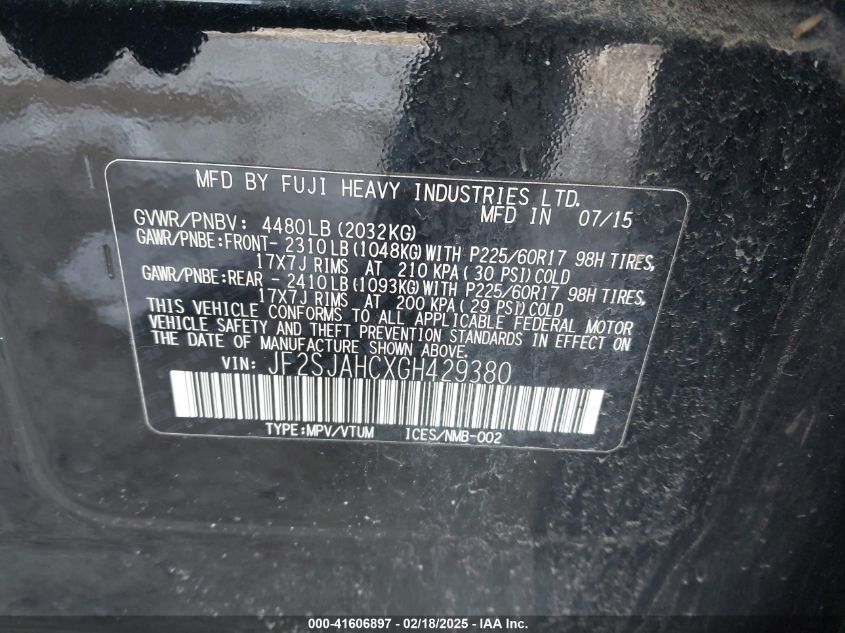 MFD BY FUJI HEAVY INDUSTRIES LTD.
MFD IN 07/15
GVWR/PNBV: 4480LB (2032KG)
GAWR/PNBE:FRONT- 2310LB (1048KG) WITH P225/60R17 98H TIRES,
17X7J RIMS AT 210 KPA (30 PSI) COLD
GAWR/PNBE:REAR - 2410LB (1093KG) WITH P225/60R17 98H TIRES,
17X7J RIMS AT 200 KPA (29 PSI) COLD
THIS VEHICLE CONFORMS TO ALL APPLICABLE FEDERAL MOTOR
VEHICLE SAFETY AND THEFT PREVENTION STANDARDS IN EFFECT ON
THE DATE OF MANUFACTURE SHOWN ABOVE.
VIN: JF2SJAHCXGH429380
TYPE:MPV/VTUM ICES/NMB-002
000-41606897 - 02/18/2025 - IAA Inc.